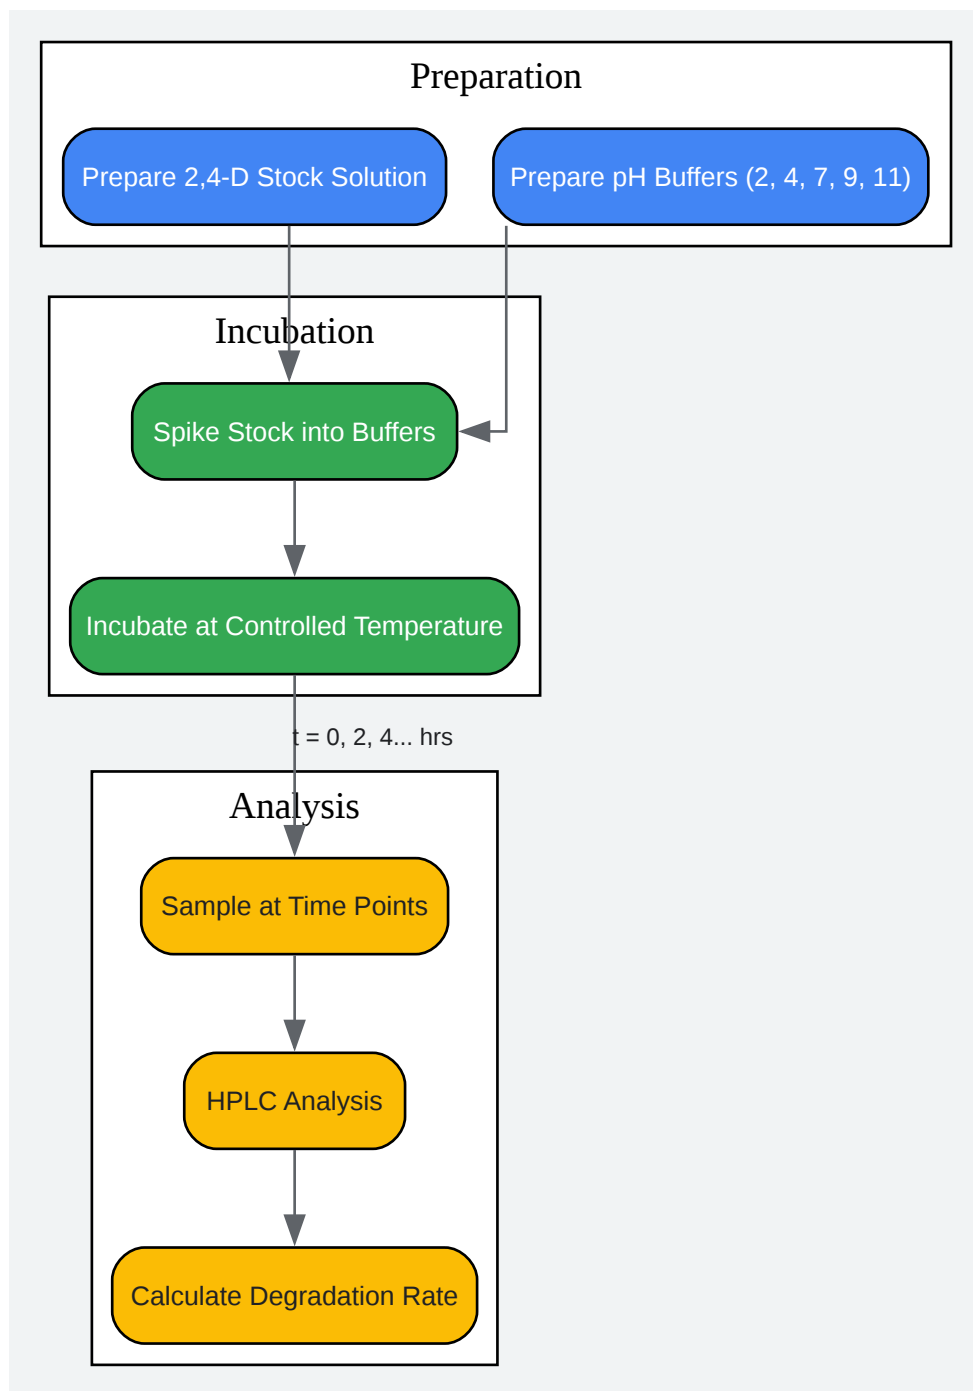 Preparation
Prepare 2,4-D Stock Solution
Prepare pH Buffers (2, 4, 7, 9, 11)
Incubation
Spike Stock into Buffers
Incubate at Controlled Temperature
t = 0, 2, 4... hrs
Analysis
Sample at Time Points
HPLC Analysis
Calculate Degradation Rate